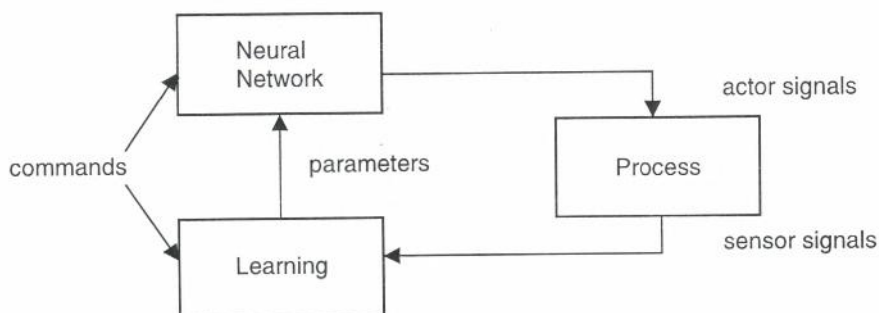 Neural
Network
actor signals
commands
parameters
Process
sensor signals
Learning